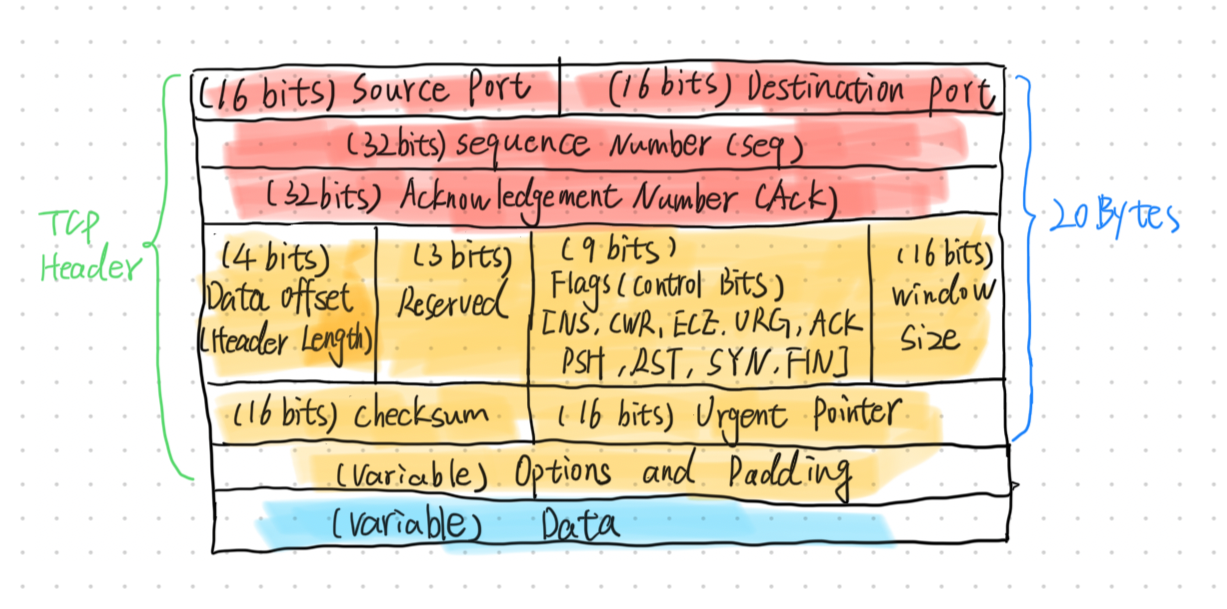 (16 bits) Source Port
(16 bits) Destination Port
(32bits) sequence Number (seq)
(32bits) Acknowledgement Number (Ack)
TCP
Header
20Bytes
(4 bits)
Data offset
(Header Length)
(3 bits)
Reserved
(9 bits)
Flags (control Bits)
[NS, CWR, ECE, URG, ACK
PSH, RST, SYN, FIN]
(16 bits)
window
size
(16 bits) checksum
(16 bits) Urgent Pointer
(variable) Options and Padding
(variable) Data